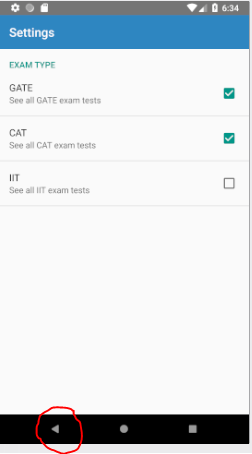 6:34
Settings
EXAM TYPE
GATE
See all GATE exam tests
CAT
See all CAT exam tests
IIT
See all IIT exam tests